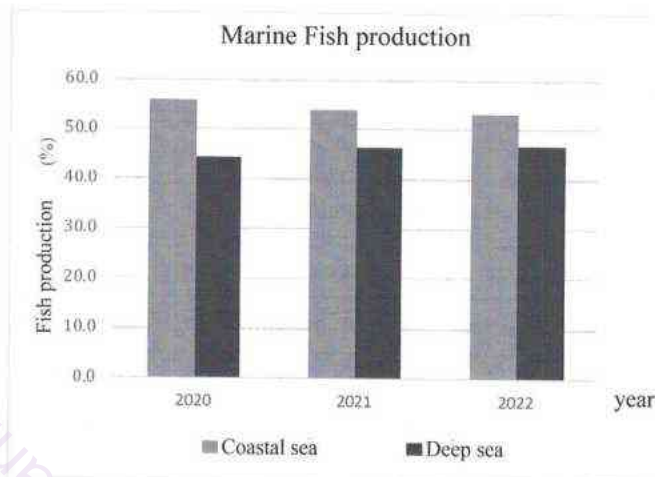 Marine Fish production
Fish production (%)
60.0
50.0
40.0
30.0
20.0
10.0
0.0
2020
2021
2022
year
Coastal sea
Deep sea